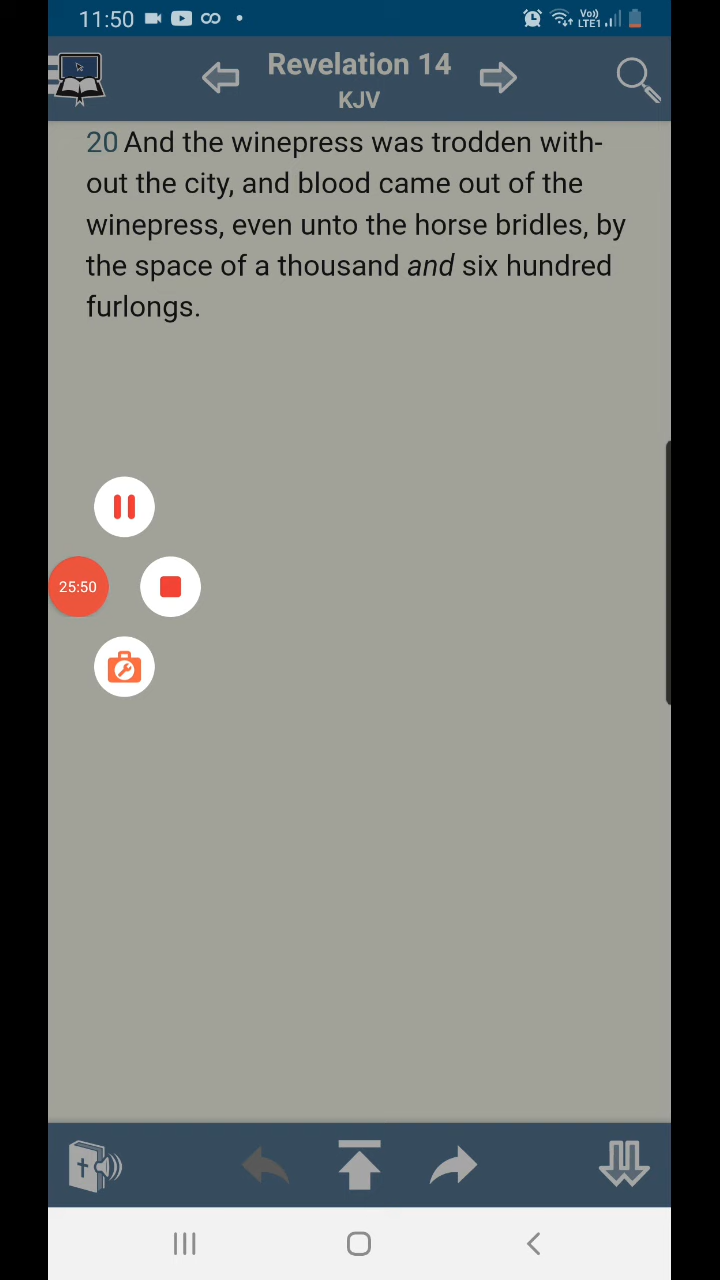 11:50
Vo))
LTE1
Revelation 14
KJV
20 And the winepress was trodden with-
out the city, and blood came out of the
winepress, even unto the horse bridles, by
the space of a thousand and six hundred
furlongs.
25:50